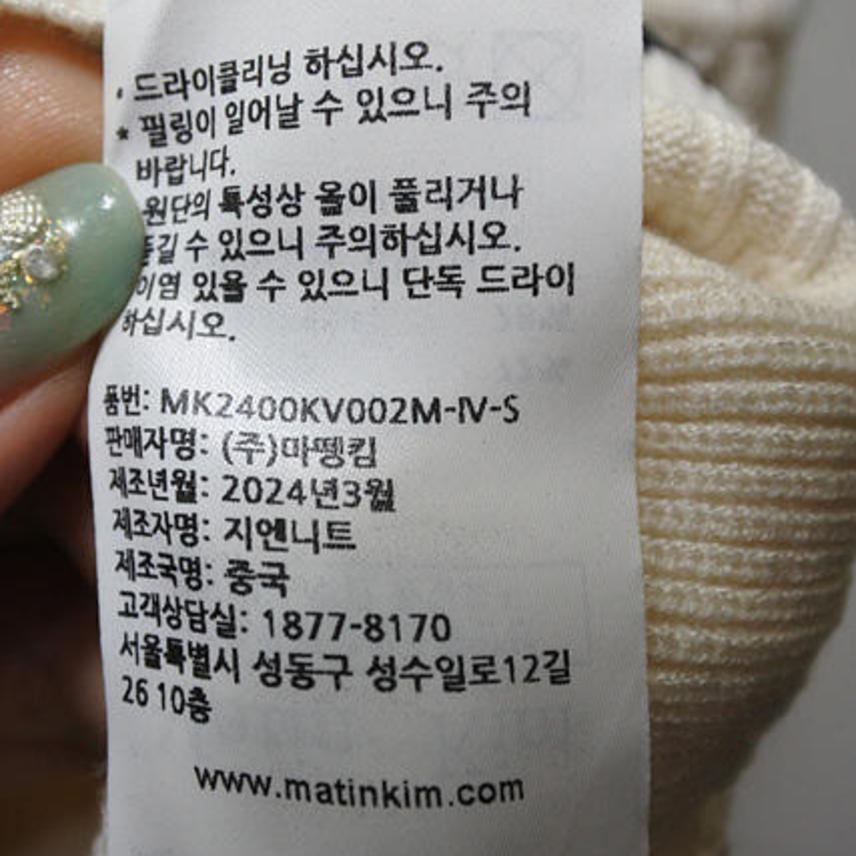 · 드라이클리닝 하십시오.
* 필링이 일어날 수 있으니 주의
바랍니다.
원단의 특성상 올이 풀리거나
뜯길 수 있으니 주의하십시오.
이염 있을 수 있으니 단독 드라이
하십시오.
품번: MK2400KV002M-IV-S
판매자명: (주)마뗑킴
제조년월: 2024년3월
제조자명: 지엔니트
제조국명: 중국
고객상담실: 1877-8170
서울특별시 성동구 성수일로12길
26 10층
www.matinkim.com